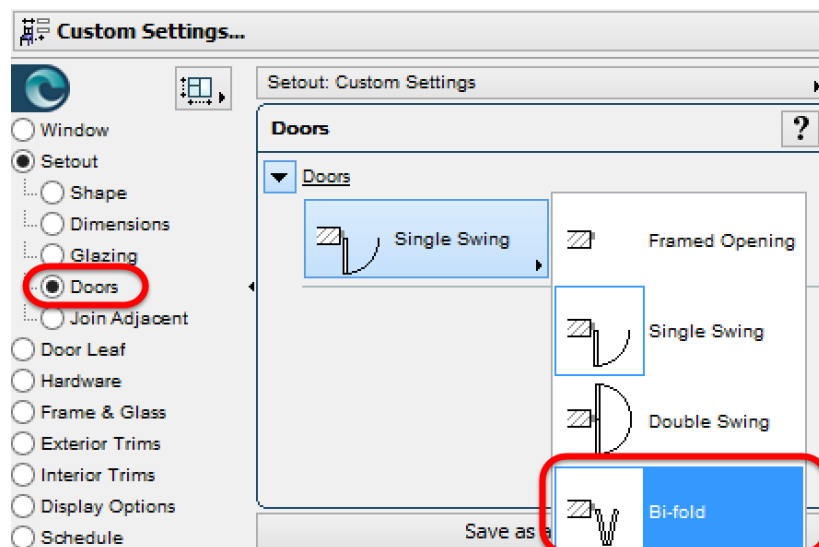 Custom Settings...
Setout: Custom Settings
Window
Setout
Shape
Dimensions
Glazing
Doors
Join Adjacent
Door Leaf
Hardware
Frame & Glass
Exterior Trims
Interior Trims
Display Options
Schedule
Doors
?
Doors
Single Swing
Framed Opening
Single Swing
Double Swing
Bi-fold
Save as a